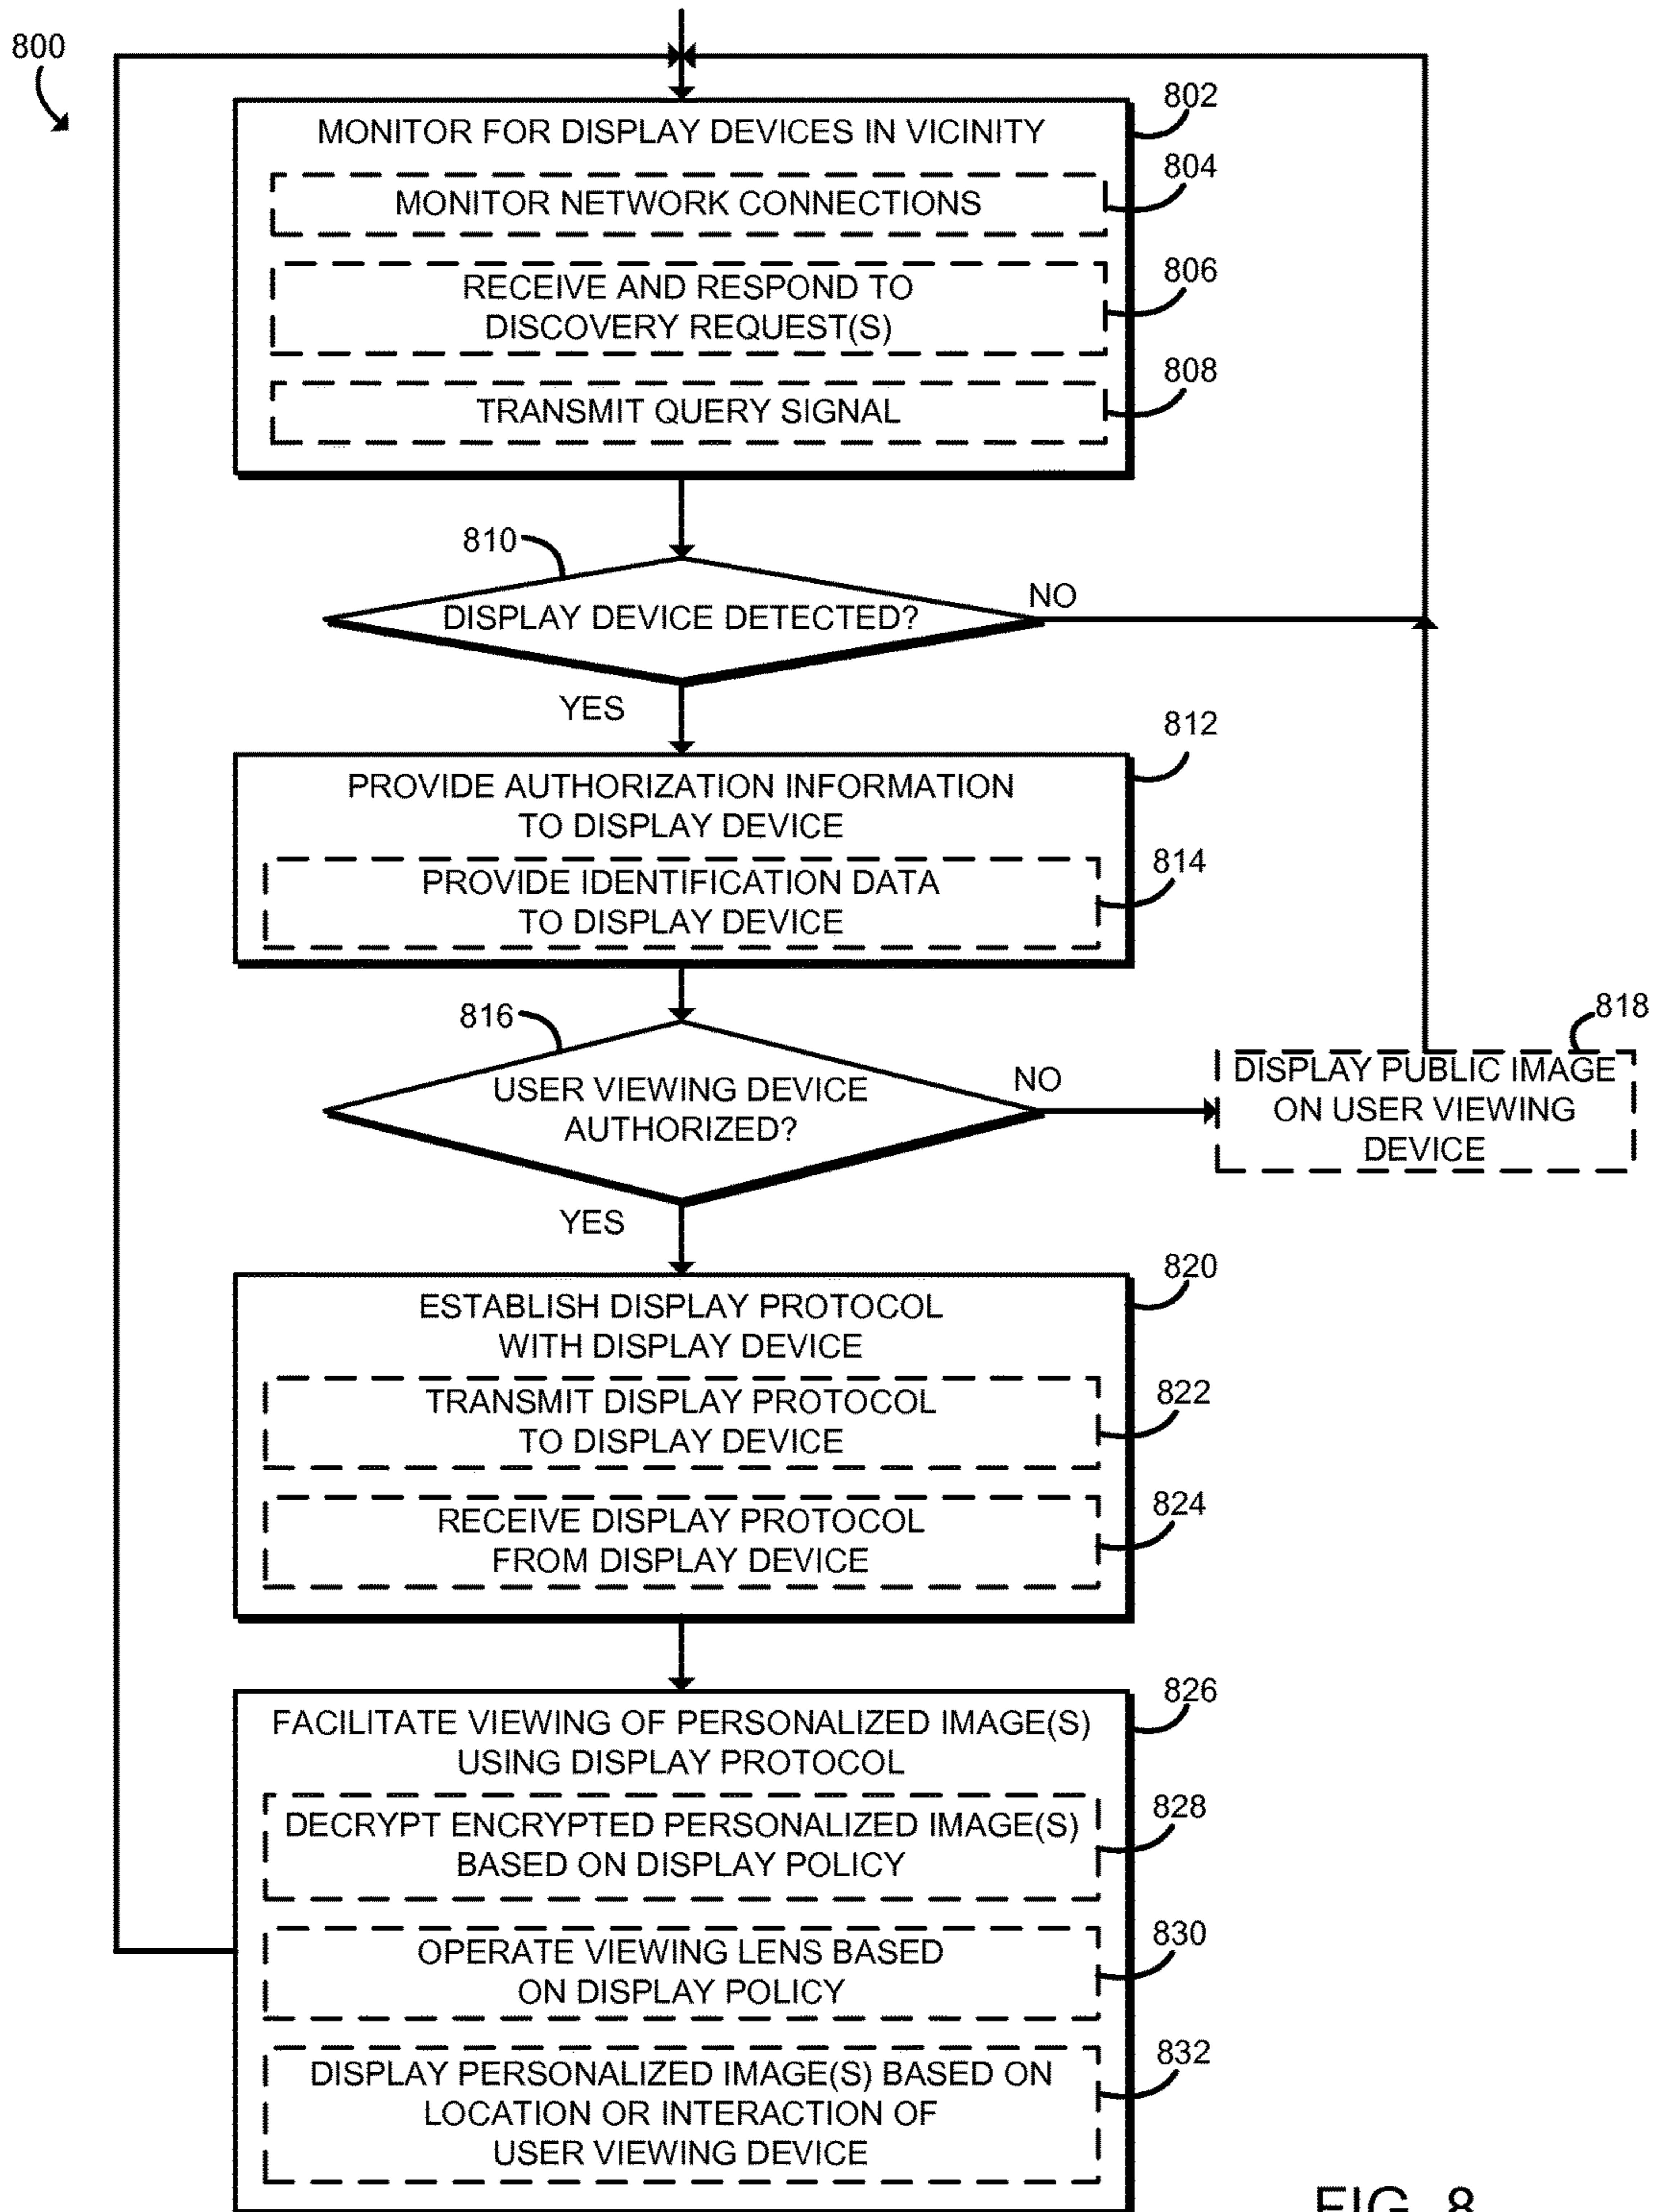 800
802
MONITOR FOR DISPLAY DEVICES IN VICINITY
804
MONITOR NETWORK CONNECTIONS
806
RECEIVE AND RESPOND TO
DISCOVERY REQUEST(S)
808
TRANSMIT QUERY SIGNAL
810
DISPLAY DEVICE DETECTED?
NO
YES
812
PROVIDE AUTHORIZATION INFORMATION
TO DISPLAY DEVICE
814
PROVIDE IDENTIFICATION DATA
TO DISPLAY DEVICE
816
USER VIEWING DEVICE
AUTHORIZED?
NO
818
DISPLAY PUBLIC IMAGE
ON USER VIEWING
DEVICE
YES
820
ESTABLISH DISPLAY PROTOCOL
WITH DISPLAY DEVICE
822
TRANSMIT DISPLAY PROTOCOL
TO DISPLAY DEVICE
824
RECEIVE DISPLAY PROTOCOL
FROM DISPLAY DEVICE
826
FACILITATE VIEWING OF PERSONALIZED IMAGE(S)
USING DISPLAY PROTOCOL
828
DECRYPT ENCRYPTED PERSONALIZED IMAGE(S)
BASED ON DISPLAY POLICY
830
OPERATE VIEWING LENS BASED
ON DISPLAY POLICY
832
DISPLAY PERSONALIZED IMAGE(S) BASED ON
LOCATION OR INTERACTION OF
USER VIEWING DEVICE
FIG. 8